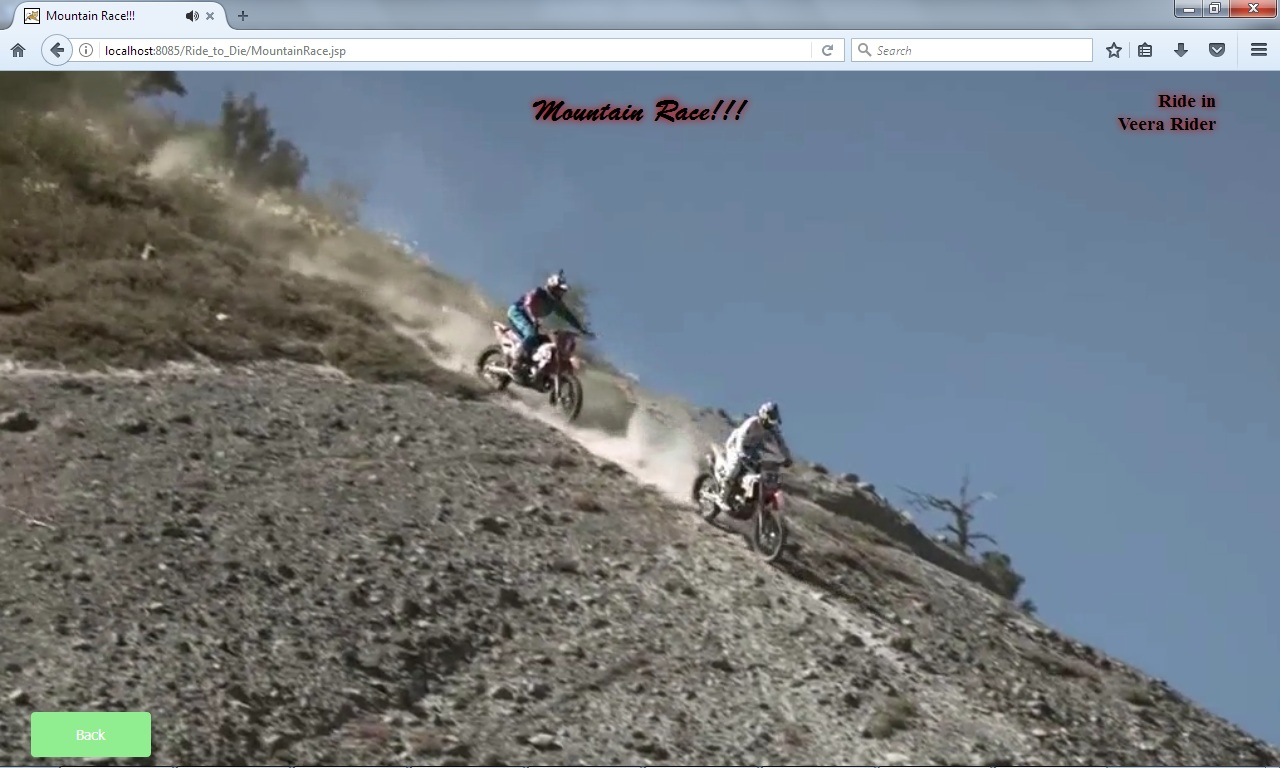 Mountain Race!!!
localhost:8085/Ride_to_Die/MountainRace.jsp
Search
Mountain Race!!!
Ride in
Veera Rider
Back